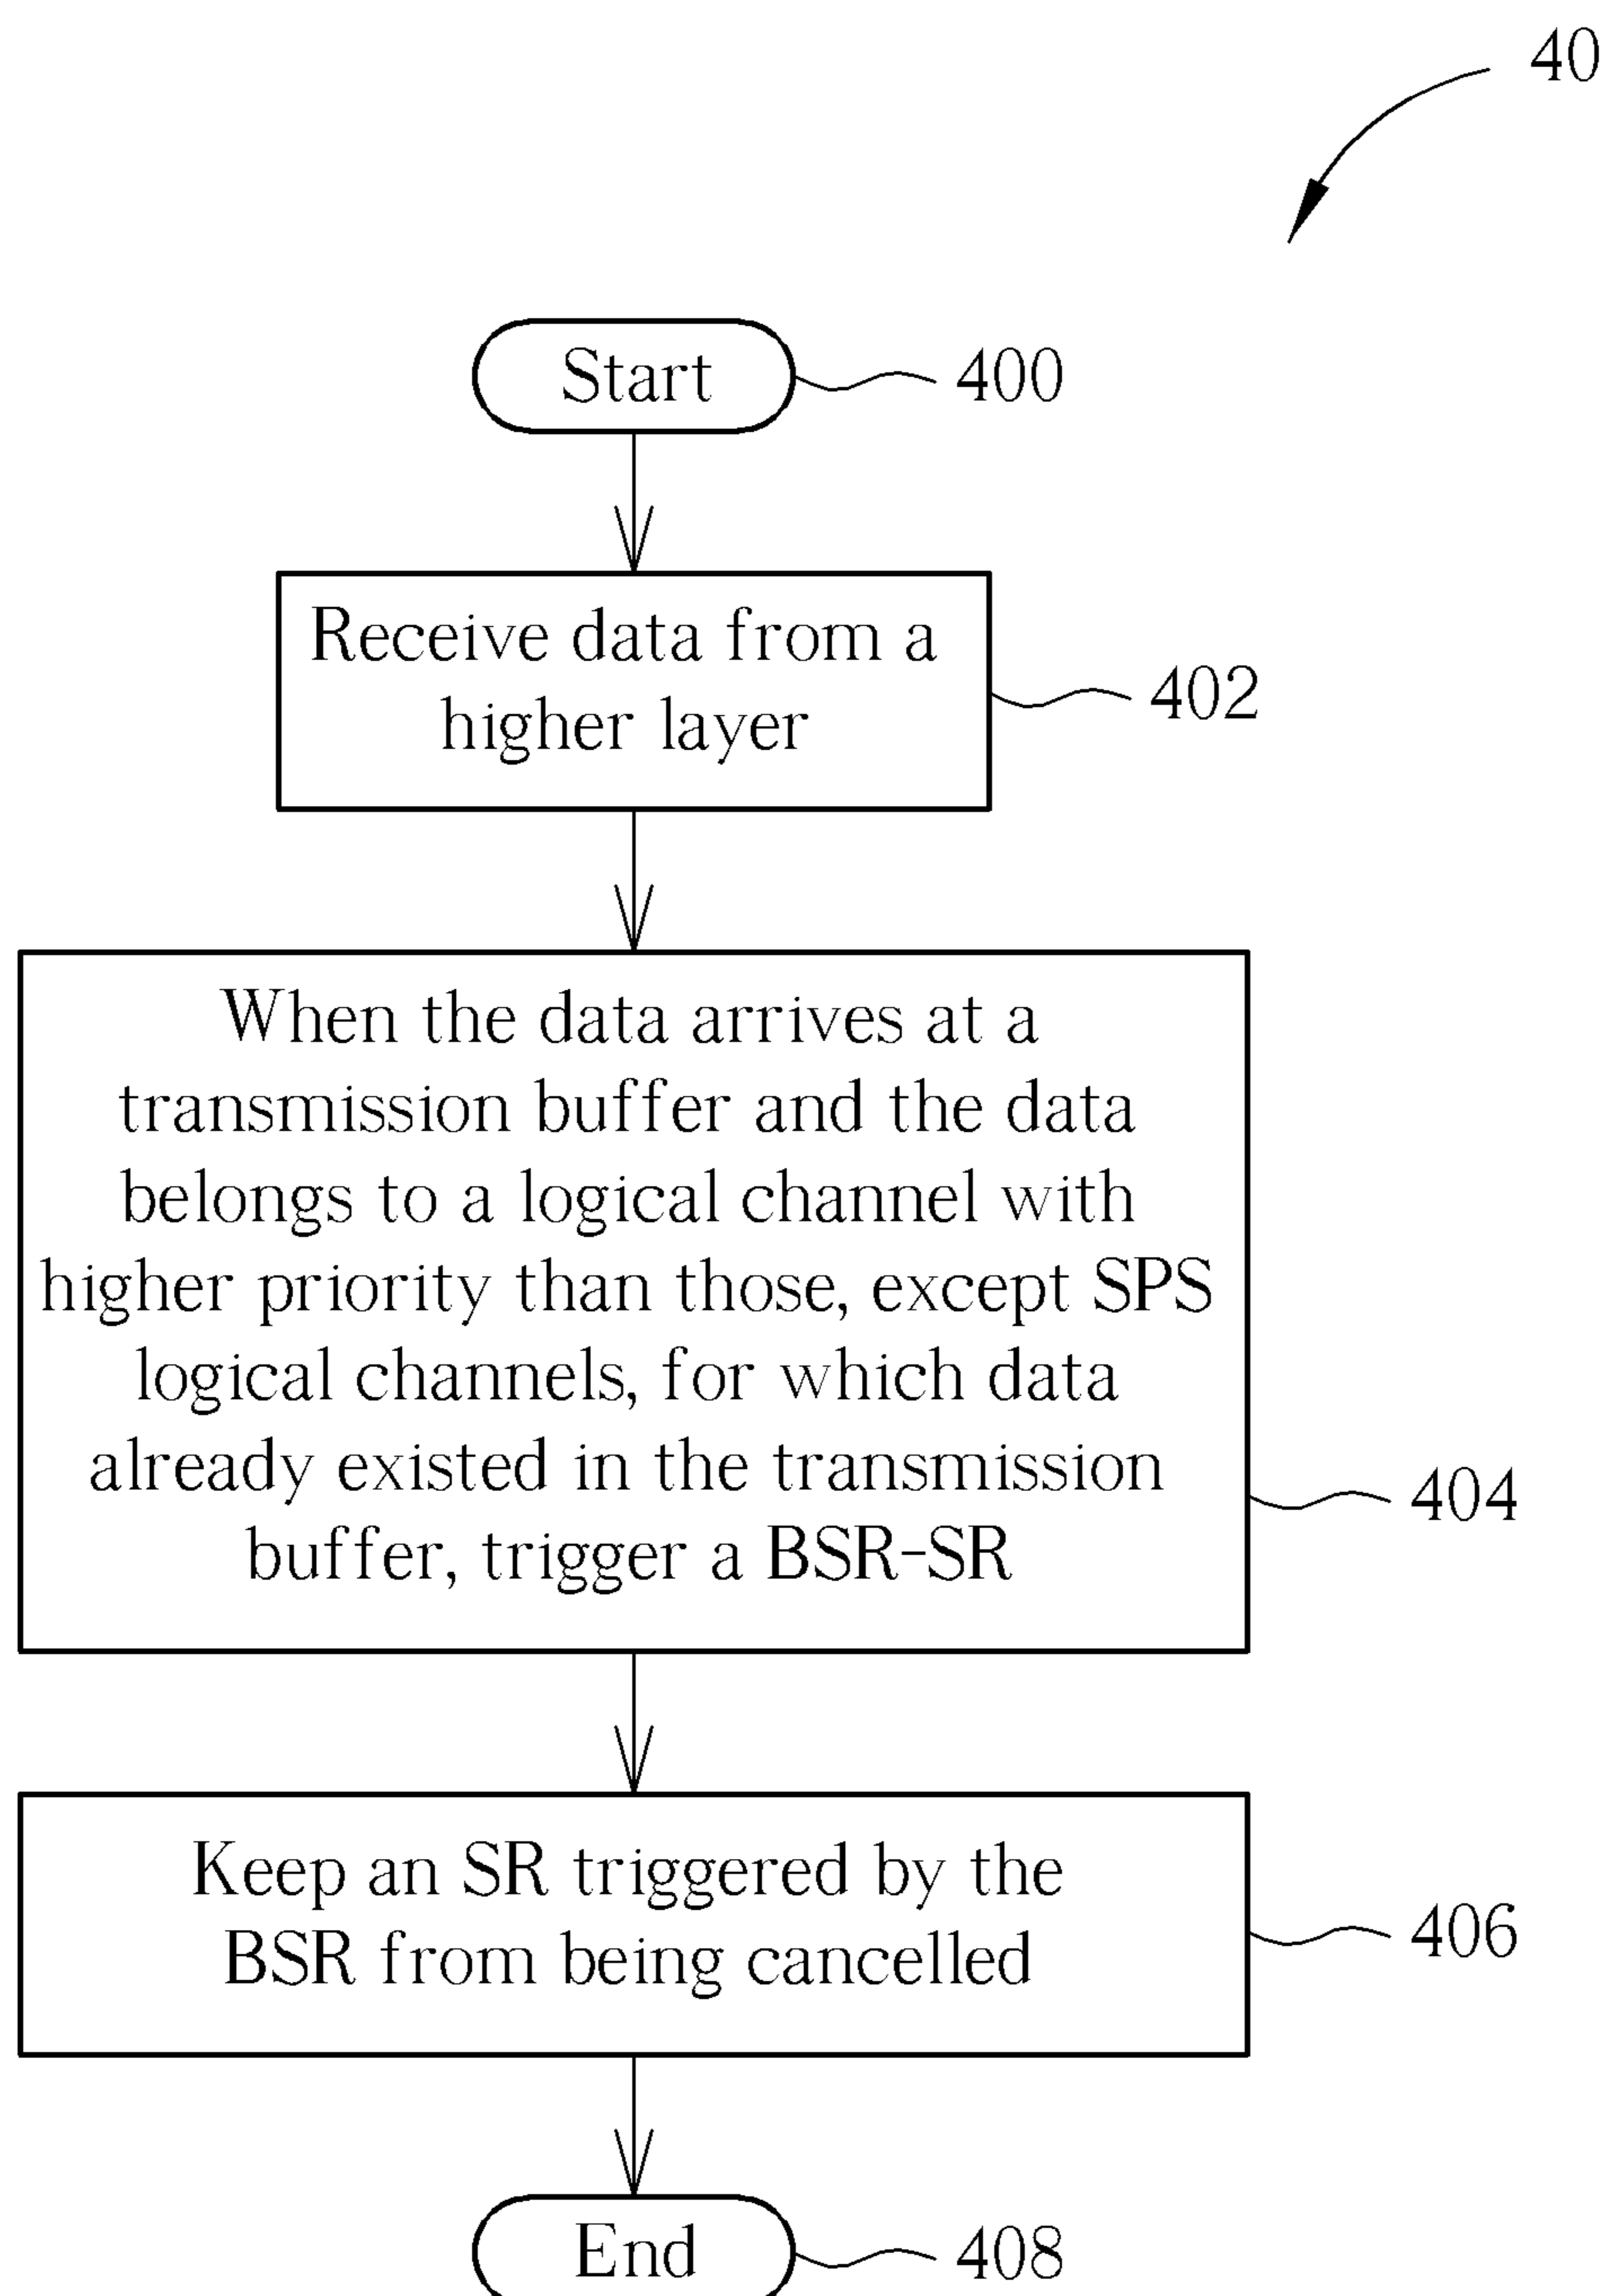 40
Start
400
Receive data from a
higher layer
402
When the data arrives at a
transmission buffer and the data
belongs to a logical channel with
higher priority than those, except SPS
logical channels, for which data
already existed in the transmission
buffer, trigger a BSR-SR
404
Keep an SR triggered by the
BSR from being cancelled
406
End
408